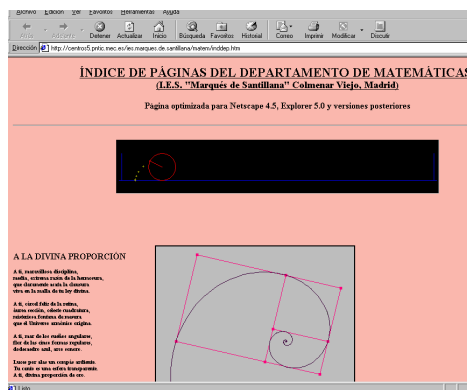 Archivo Edición Ver Favoritos Herramientas Ayuda
Atrás Adelante Detener Actualizar Inicio Búsqueda Favoritos Historial Correo Imprimir Modificar Discutir
Dirección http://centros5.pntic.mec.es/ies.marques.de.santillana/matem/inddep.htm
ÍNDICE DE PÁGINAS DEL DEPARTAMENTO DE MATEMÁTICAS
(I.E.S. "Marqués de Santillana" Colmenar Viejo, Madrid)
Página optimizada para Netscape 4.5, Explorer 5.0 y versiones posteriores
A LA DIVINA PROPORCIÓN
A ti, maravillosa disciplina,
media, extrema razón de la hermosura,
que claramente acata la clausura
viva en la malla de tu ley divina.
A ti, cárcel feliz de la retina,
áurea sección, celeste cuadratura,
misteriosa fontana de mesura
que el Universo armónico origina.
A ti, mar de los sueños angulares,
flor de las cinco formas regulares,
dodecaedro azul, arco sonoro.
Luces por alas un compás ardiente.
Tu canto es una esfera transparente.
A ti, divina proporción de oro.
Listo